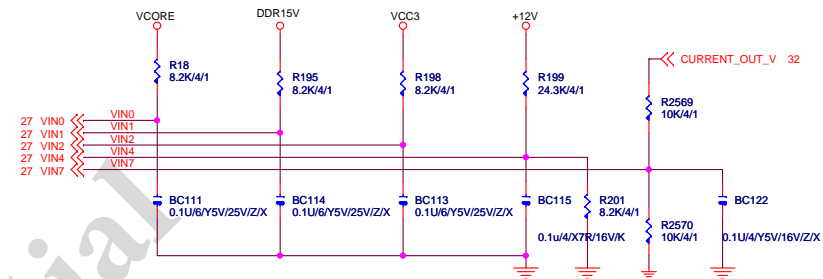 VCORE DDR15V VCC3 +12V
R18
8.2K/4/1
R195
8.2K/4/1
R198
8.2K/4/1
R199
24.3K/4/1
CURRENT_OUT_V 32
R2569
10K/4/1
27 VIN0 VIN0
27 VIN1 VIN1
27 VIN2 VIN2
27 VIN4 VIN4
27 VIN7 VIN7
BC111
0.1U/6/Y5V/25V/Z/X
BC114
0.1U/6/Y5V/25V/Z/X
BC113
0.1U/6/Y5V/25V/Z/X
BC115
0.1u/4/X7R/16V/K
R201
8.2K/4/1
R2570
10K/4/1
BC122
0.1U/4/Y5V/16V/Z/X
tial